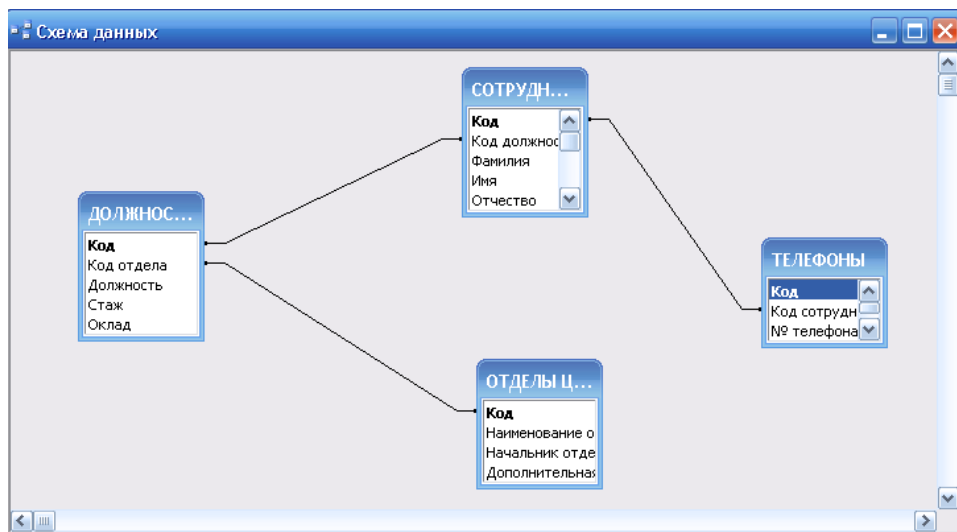 Схема данных
СОТРУДН...
Код
Код должнос
Фамилия
Имя
Отчество
ДОЛЖНОС...
Код
Код отдела
Должность
Стаж
Оклад
ТЕЛЕФОНЫ
Код
Код сотрудн
№ телефона
ОТДЕЛЫ Ц...
Код
Наименование о
Начальник отде
Дополнительная